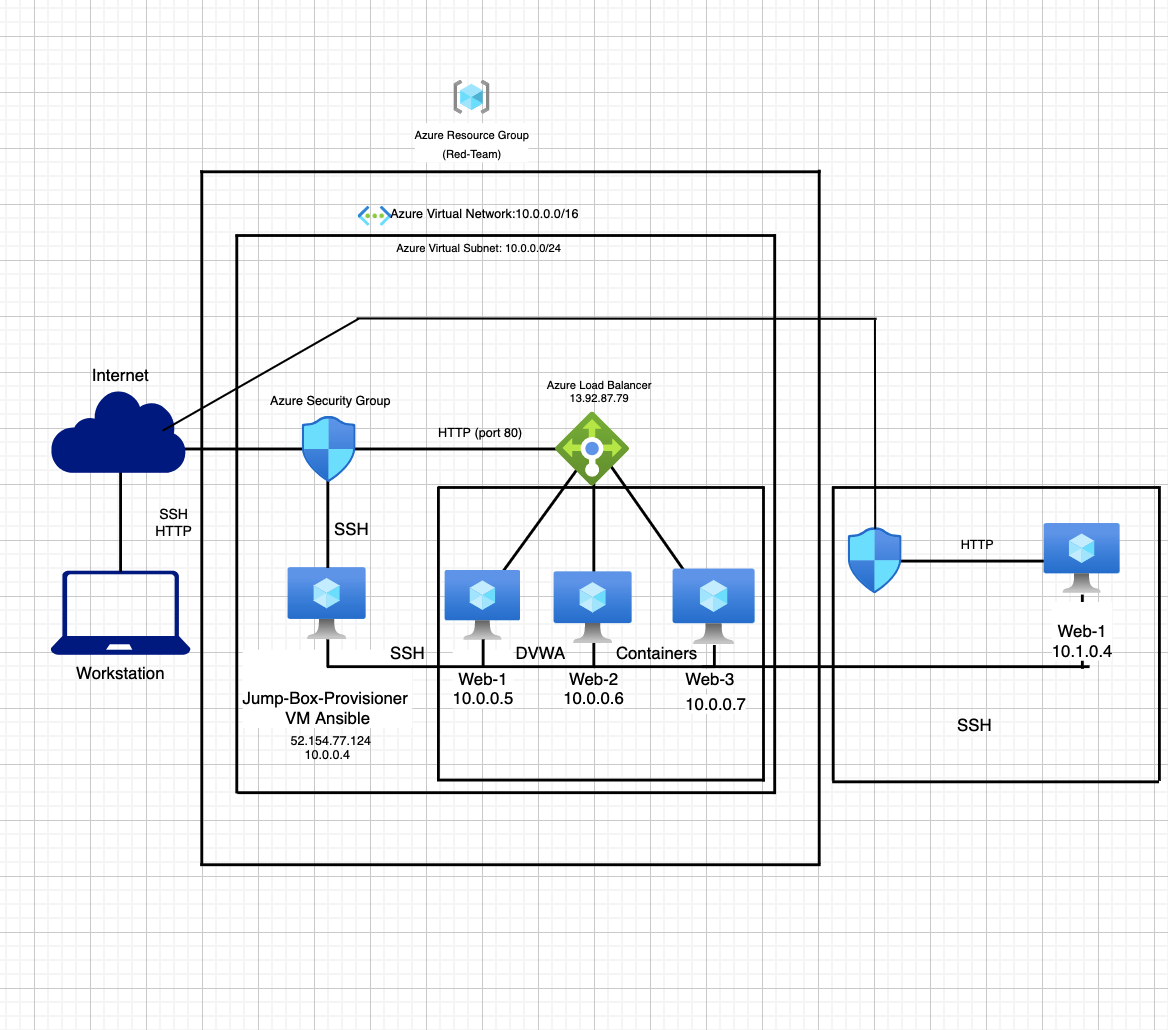 Azure Resource Group
(Red-Team)
Azure Virtual Network:10.0.0.0/16
Azure Virtual Subnet: 10.0.0.0/24
Internet
Azure Load Balancer
13.92.87.79
Azure Security Group
HTTP (port 80)
SSH
HTTP
SSH
HTTP
Workstation
SSH
DVWA
Containers
Web-1
10.0.0.5
Web-2
10.0.0.6
Web-3
10.0.0.7
Web-1
10.1.0.4
Jump-Box-Provisioner
VM Ansible
52.154.77.124
10.0.0.4
SSH